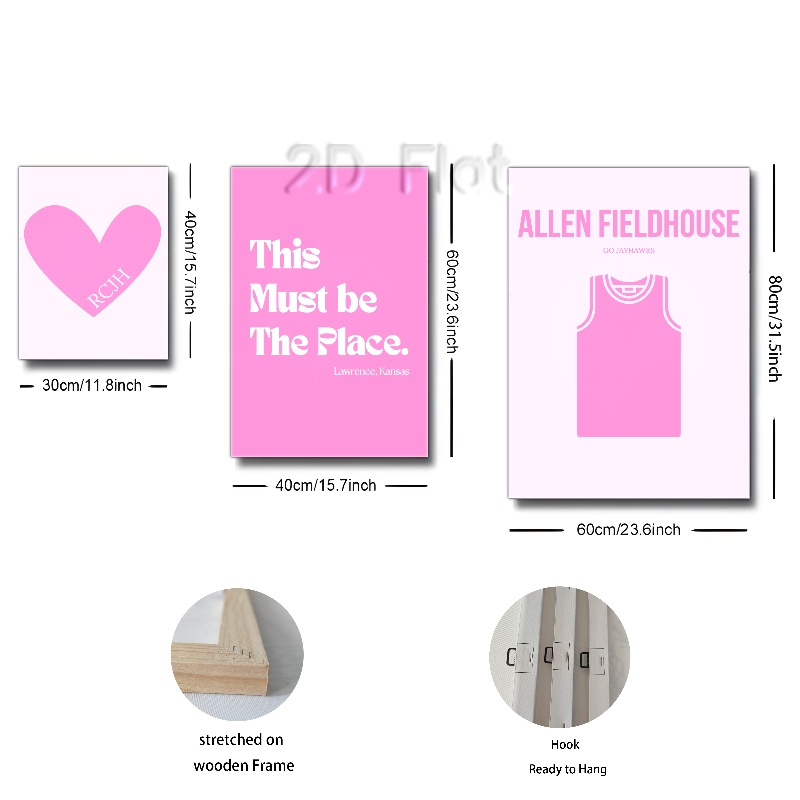 2D Flat
RCJH
40cm/15.7inch
30cm/11.8inch
This
Must be
The Place.
Lawrence, Kansas
60cm/23.6inch
40cm/15.7inch
ALLEN FIELDHOUSE
GO JAYHAWKS
80cm/31.5inch
60cm/23.6inch
stretched on
wooden Frame
Hook
Ready to Hang